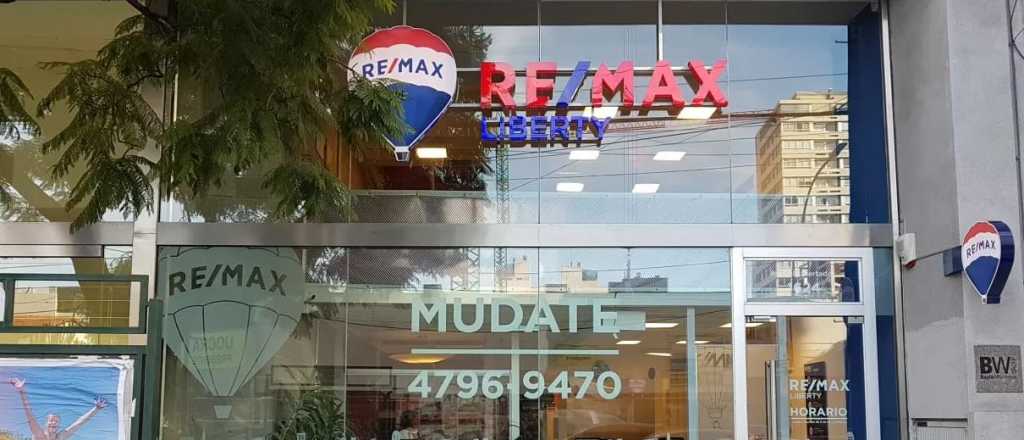 RE/MAX
RE/MAX
LIBERTY
RE/MAX
MUDATE
4796-9470
RE/MAX
LIBERTY
HORARIO
RE/MAX
BW